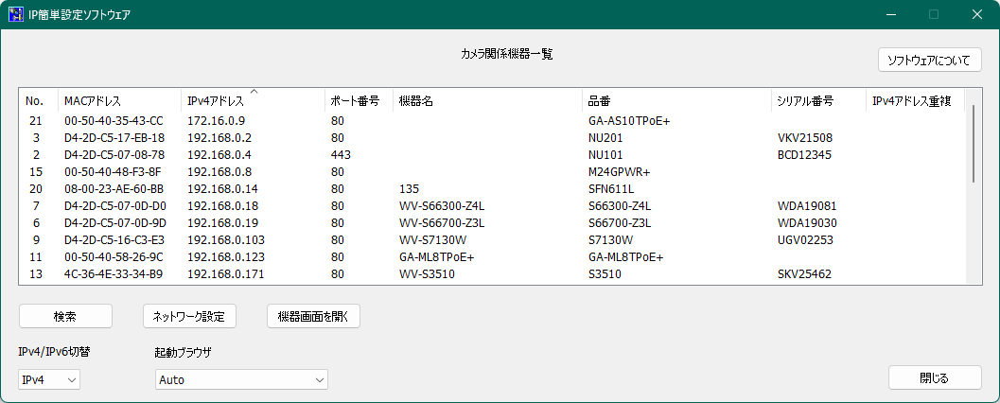 IP簡単設定ソフトウェア
カメラ関係機器一覧
ソフトウェアについて
No. MACアドレス IPv4アドレス ポート番号 機器名 品番 シリアル番号 IPv4アドレス重複
21 00-50-40-35-43-CC 172.16.0.9 80 GA-AS10TPoE+
3 D4-2D-C5-17-EB-18 192.168.0.2 80 NU201 VKV21508
2 D4-2D-C5-07-08-78 192.168.0.4 443 NU101 BCD12345
15 00-50-40-48-F3-8F 192.168.0.8 80 M24GPWR+
20 08-00-23-AE-60-BB 192.168.0.14 80 135 SFN611L
7 D4-2D-C5-07-0D-D0 192.168.0.18 80 WV-S66300-Z4L S66300-Z4L WDA19081
6 D4-2D-C5-07-0D-9D 192.168.0.19 80 WV-S66700-Z3L S66700-Z3L WDA19030
9 D4-2D-C5-16-C3-E3 192.168.0.103 80 WV-S7130W S7130W UGV02253
11 00-50-40-58-26-9C 192.168.0.123 80 GA-ML8TPoE+ GA-ML8TPoE+
13 4C-36-4E-33-34-B9 192.168.0.171 80 WV-S3510 S3510 SKV25462
検索 ネットワーク設定 機器画面を開く
IPv4/IPv6切替 起動ブラウザ
IPv4 Auto 閉じる